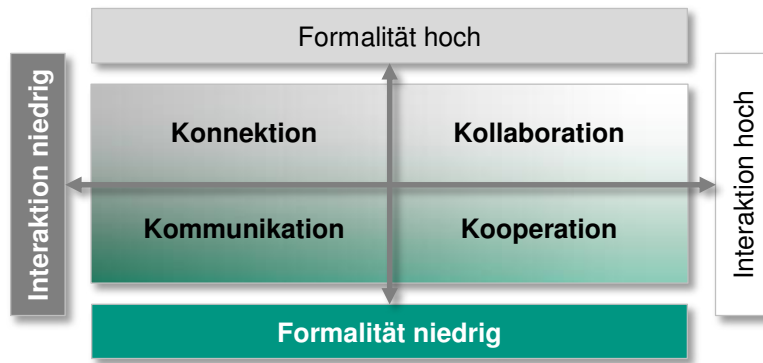 Formalität hoch
Interaktion niedrig
Konnektion
Kollaboration
Interaktion hoch
Kommunikation
Kooperation
Formalität niedrig